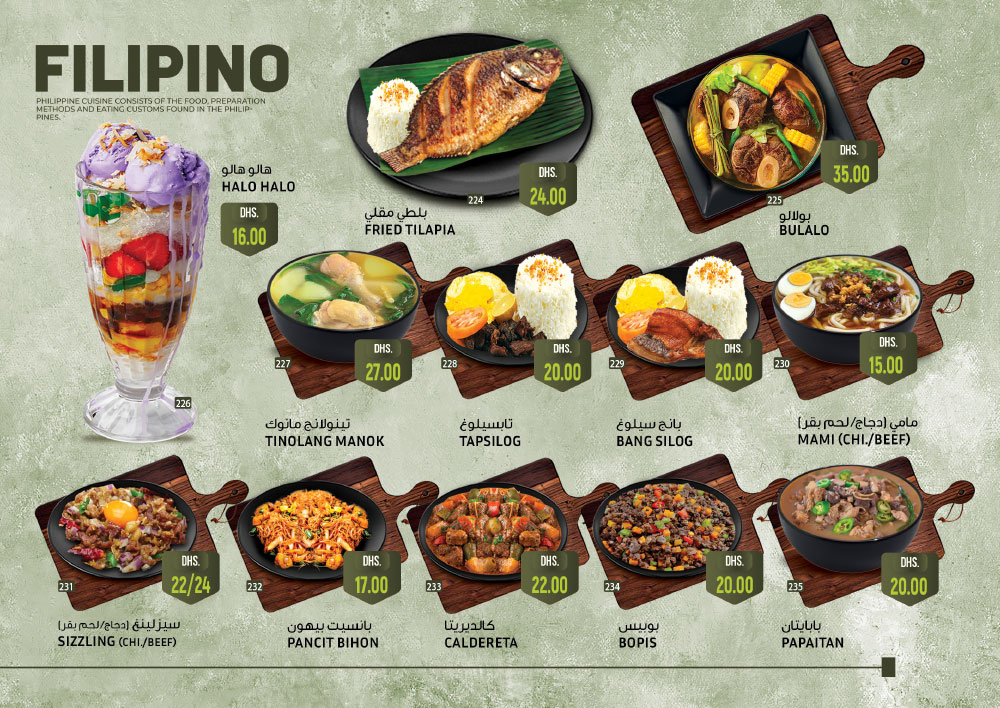 FILIPINO
PHILIPPINE CUISINE CONSISTS OF THE FOOD, PREPARATION
METHODS AND EATING CUSTOMS FOUND IN THE PHILIP-
PINES.
هالو هالو
HALO HALO
DHS.
16.00
226
224
DHS.
24.00
بلطي مقلي
FRIED TILAPIA
DHS.
35.00
225
بولالو
BULALO
227
DHS.
27.00
تينولانج مانوك
TINOLANG MANOK
228
DHS.
20.00
تابسيلوغ
TAPSILOG
229
DHS.
20.00
بانج سيلوغ
BANG SILOG
230
DHS.
15.00
مامي (دجاج/لحم بقر)
MAMI (CHI./BEEF)
231
DHS.
22/24
سيزلينغ (دجاج/لحم بقر)
SIZZLING (CHI./BEEF)
232
DHS.
17.00
بانسيت بيهون
PANCIT BIHON
233
DHS.
22.00
كالديريتا
CALDERETA
234
DHS.
20.00
بوبيس
BOPIS
235
DHS.
20.00
بابايتان
PAPAITAN